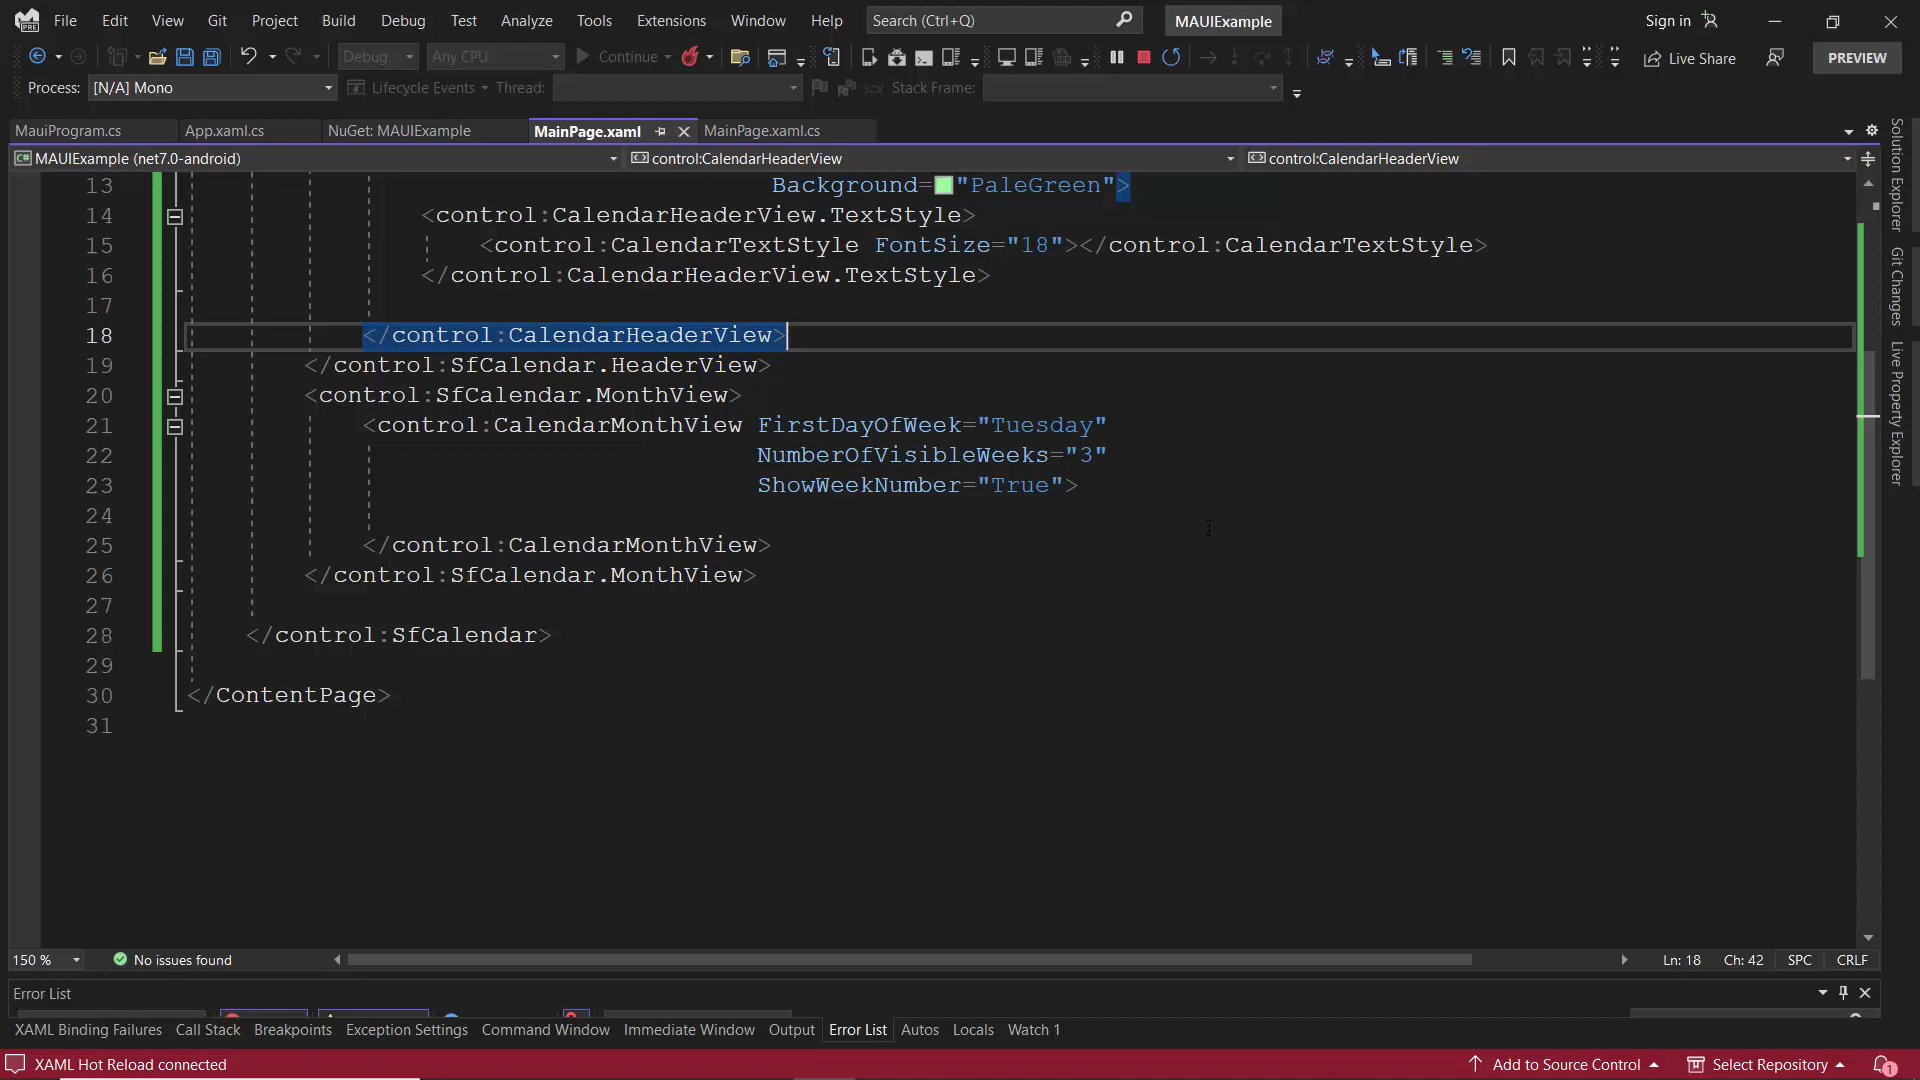 File Edit View Git Project Build Debug Test Analyze Tools Extensions Window Help Search (Ctrl+Q) MAUIExample Sign in
Debug Any CPU Continue Live Share PREVIEW
Process: [N/A] Mono Lifecycle Events Thread: Stack Frame:
MauiProgram.cs App.xaml.cs NuGet: MAUIExample MainPage.xaml MainPage.xaml.cs
MAUIExample (net7.0-android) control:CalendarHeaderView control:CalendarHeaderView
13 Background="PaleGreen">
14 <control:CalendarHeaderView.TextStyle>
15 <control:CalendarTextStyle FontSize="18"></control:CalendarTextStyle>
16 </control:CalendarHeaderView.TextStyle>
17
18 </control:CalendarHeaderView>
19 </control:SfCalendar.HeaderView>
20 <control:SfCalendar.MonthView>
21 <control:CalendarMonthView FirstDayOfWeek="Tuesday"
22 NumberOfVisibleWeeks="3"
23 ShowWeekNumber="True">
24
25 </control:CalendarMonthView>
26 </control:SfCalendar.MonthView>
27
28 </control:SfCalendar>
29
30 </ContentPage>
31
Solution Explorer
Git Changes
Live Property Explorer
150 % No issues found Ln: 18 Ch: 42 SPC CRLF
Error List
XAML Binding Failures Call Stack Breakpoints Exception Settings Command Window Immediate Window Output Error List Autos Locals Watch 1
XAML Hot Reload connected Add to Source Control Select Repository 1